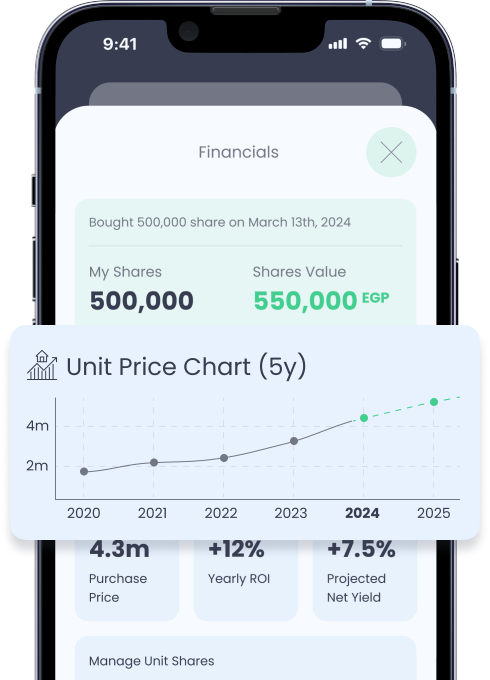 9:41
Financials
Bought 500,000 share on March 13th, 2024
My Shares Shares Value
500,000 550,000 EGP
Unit Price Chart (5y)
4m
2m
2020 2021 2022 2023 2024 2025
4.3m +12% +7.5%
Purchase Price
Yearly ROI
Projected Net Yield
Manage Unit Shares